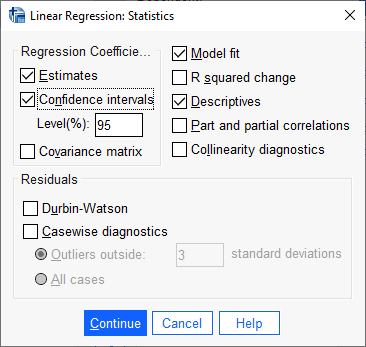 Linear Regression: Statistics
Regression Coefficie...
Estimates
Confidence intervals
Level(%): 95
Covariance matrix
Model fit
R squared change
Descriptives
Part and partial correlations
Collinearity diagnostics
Residuals
Durbin-Watson
Casewise diagnostics
Outliers outside: 3 standard deviations
All cases
Continue Cancel Help